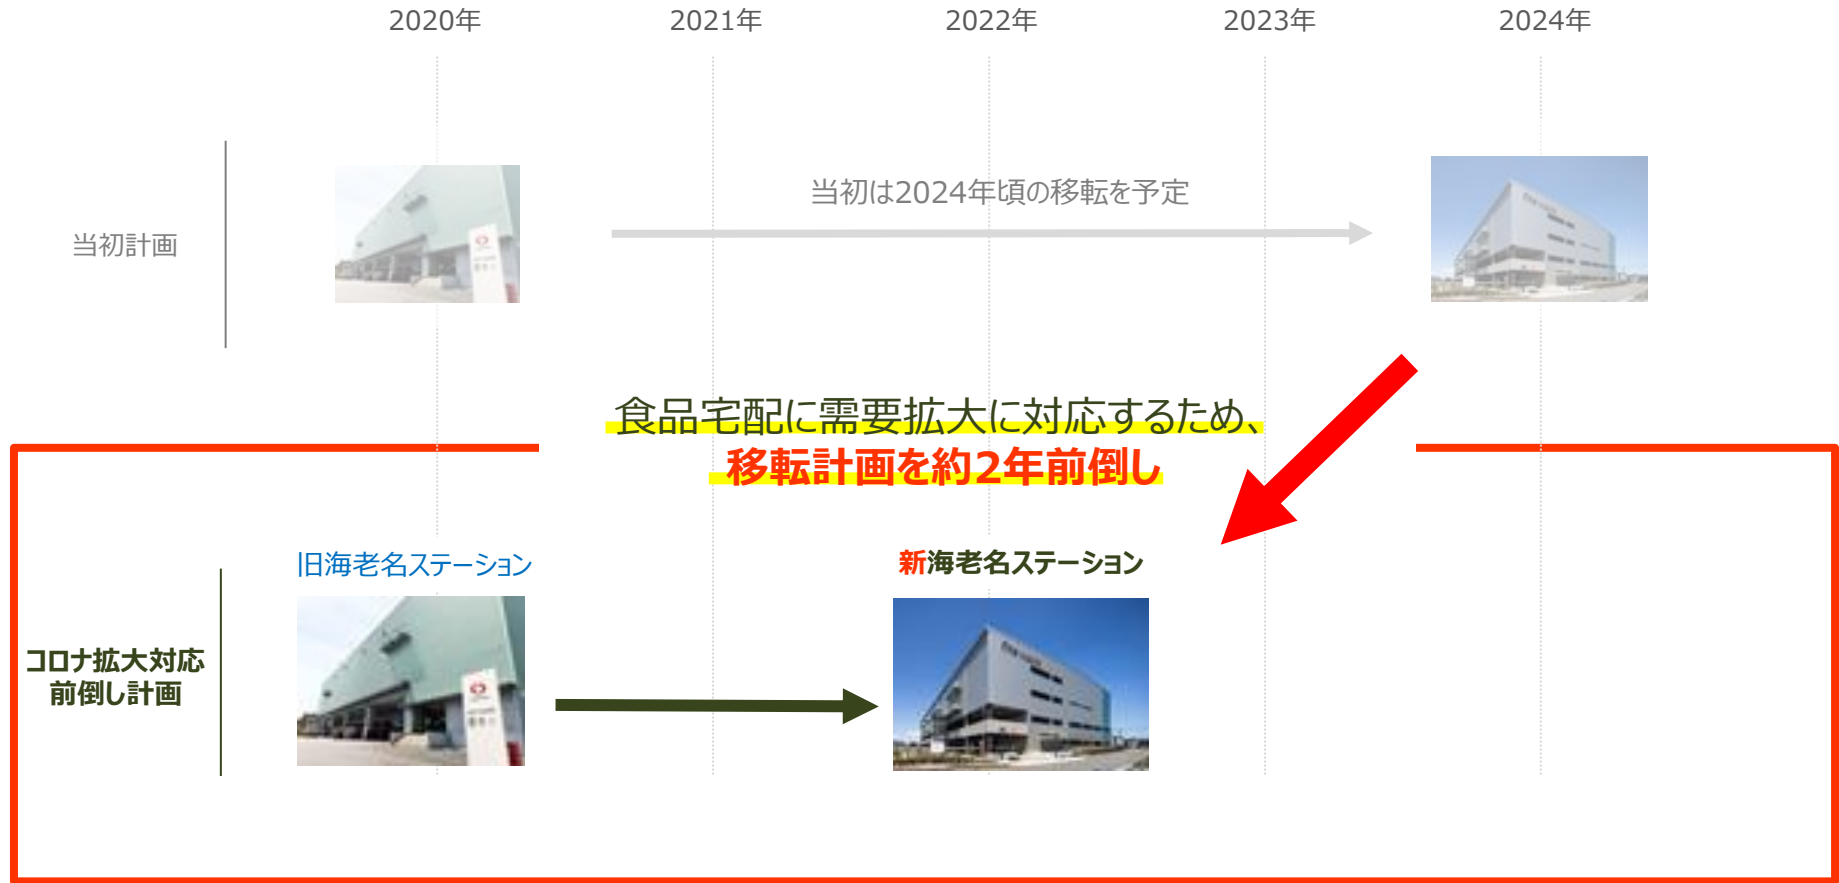 2020年
2021年
2022年
2023年
2024年
当初計画
当初は2024年頃の移転を予定
食品宅配に需要拡大に対応するため、
移転計画を約2年前倒し
旧海老名ステーション
新海老名ステーション
コロナ拡大対応
前倒し計画